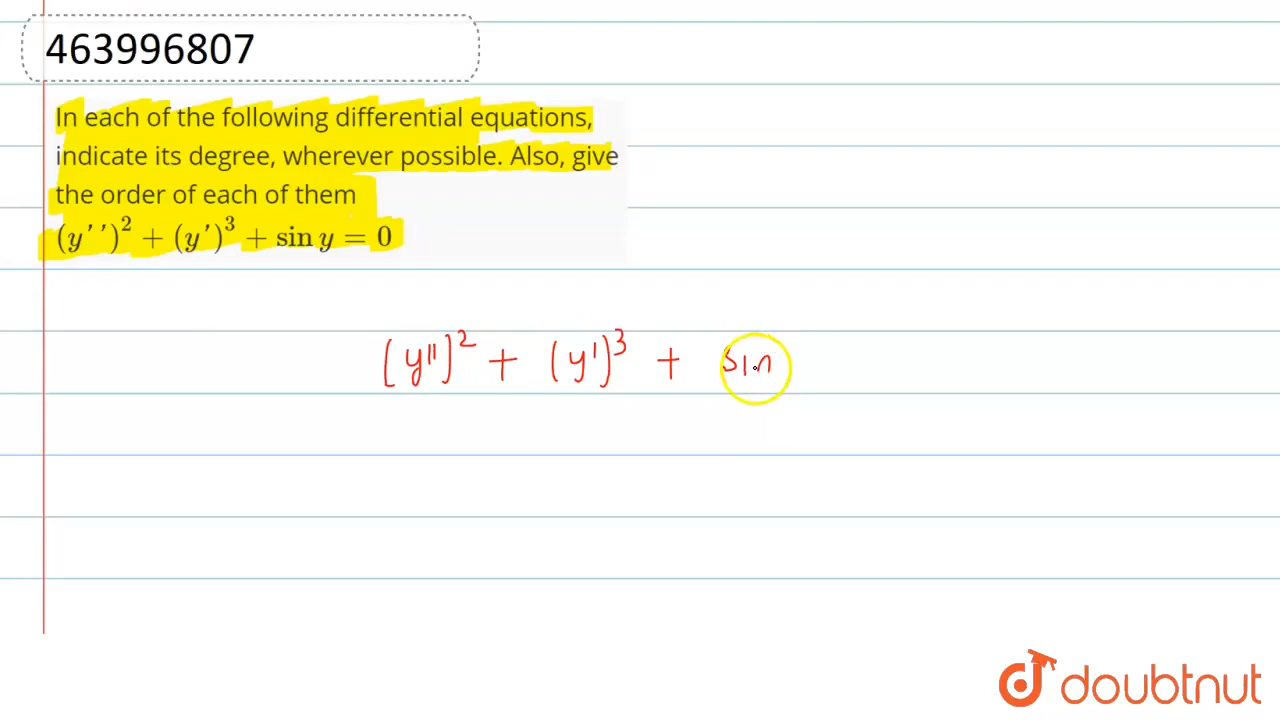 463996807
In each of the following differential equations,
indicate its degree, wherever possible. Also, give
the order of each of them
(y′′)² + (y′)³ + sin y = 0
(y")² + (y')³ + sin
doubtnut